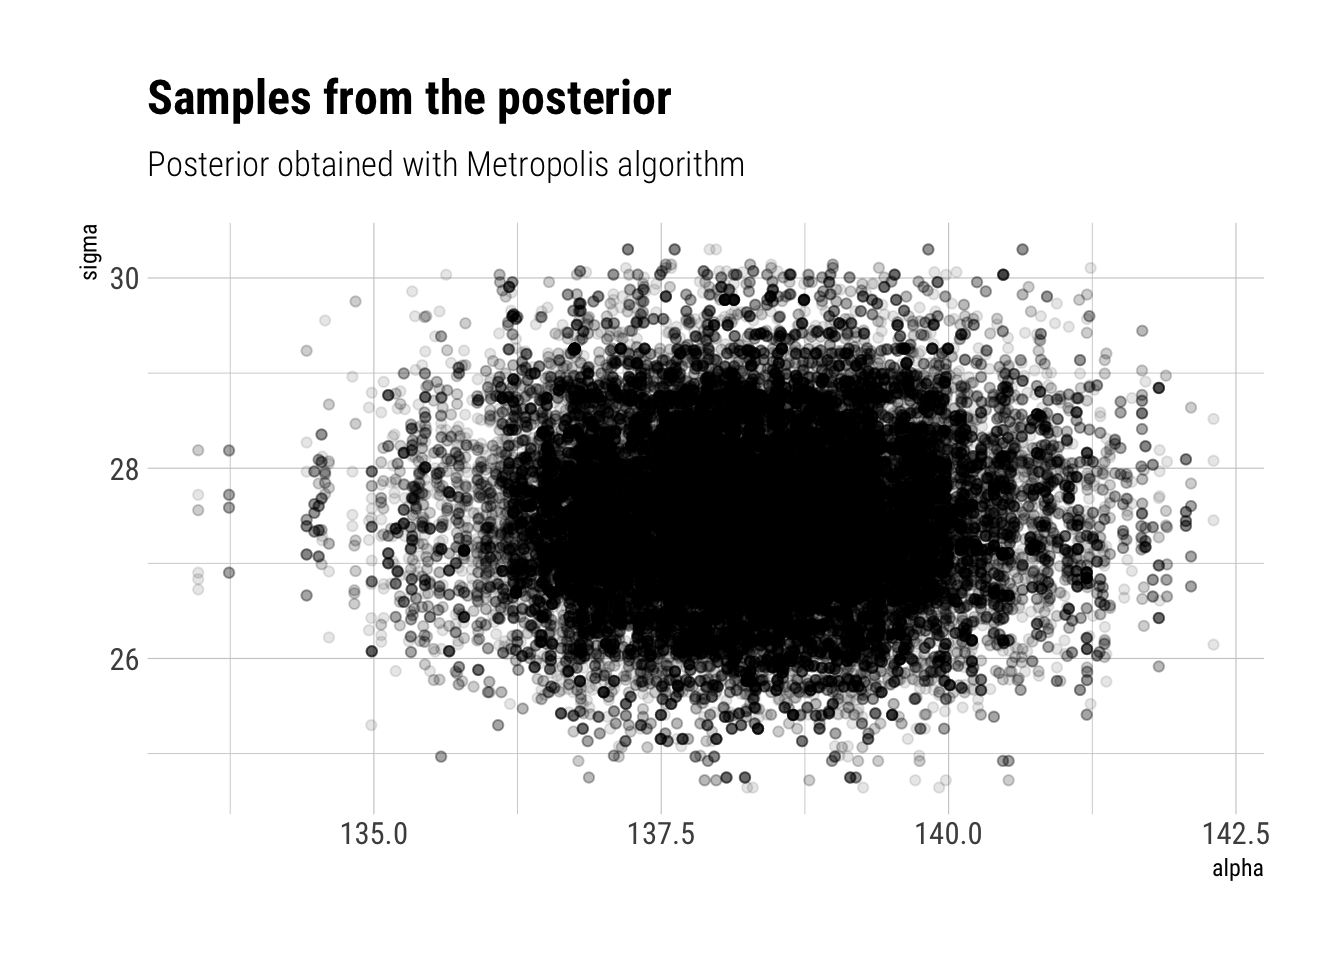 Samples from the posterior
Posterior obtained with Metropolis algorithm
sigma
30
28
26
135.0
137.5
140.0
142.5
alpha